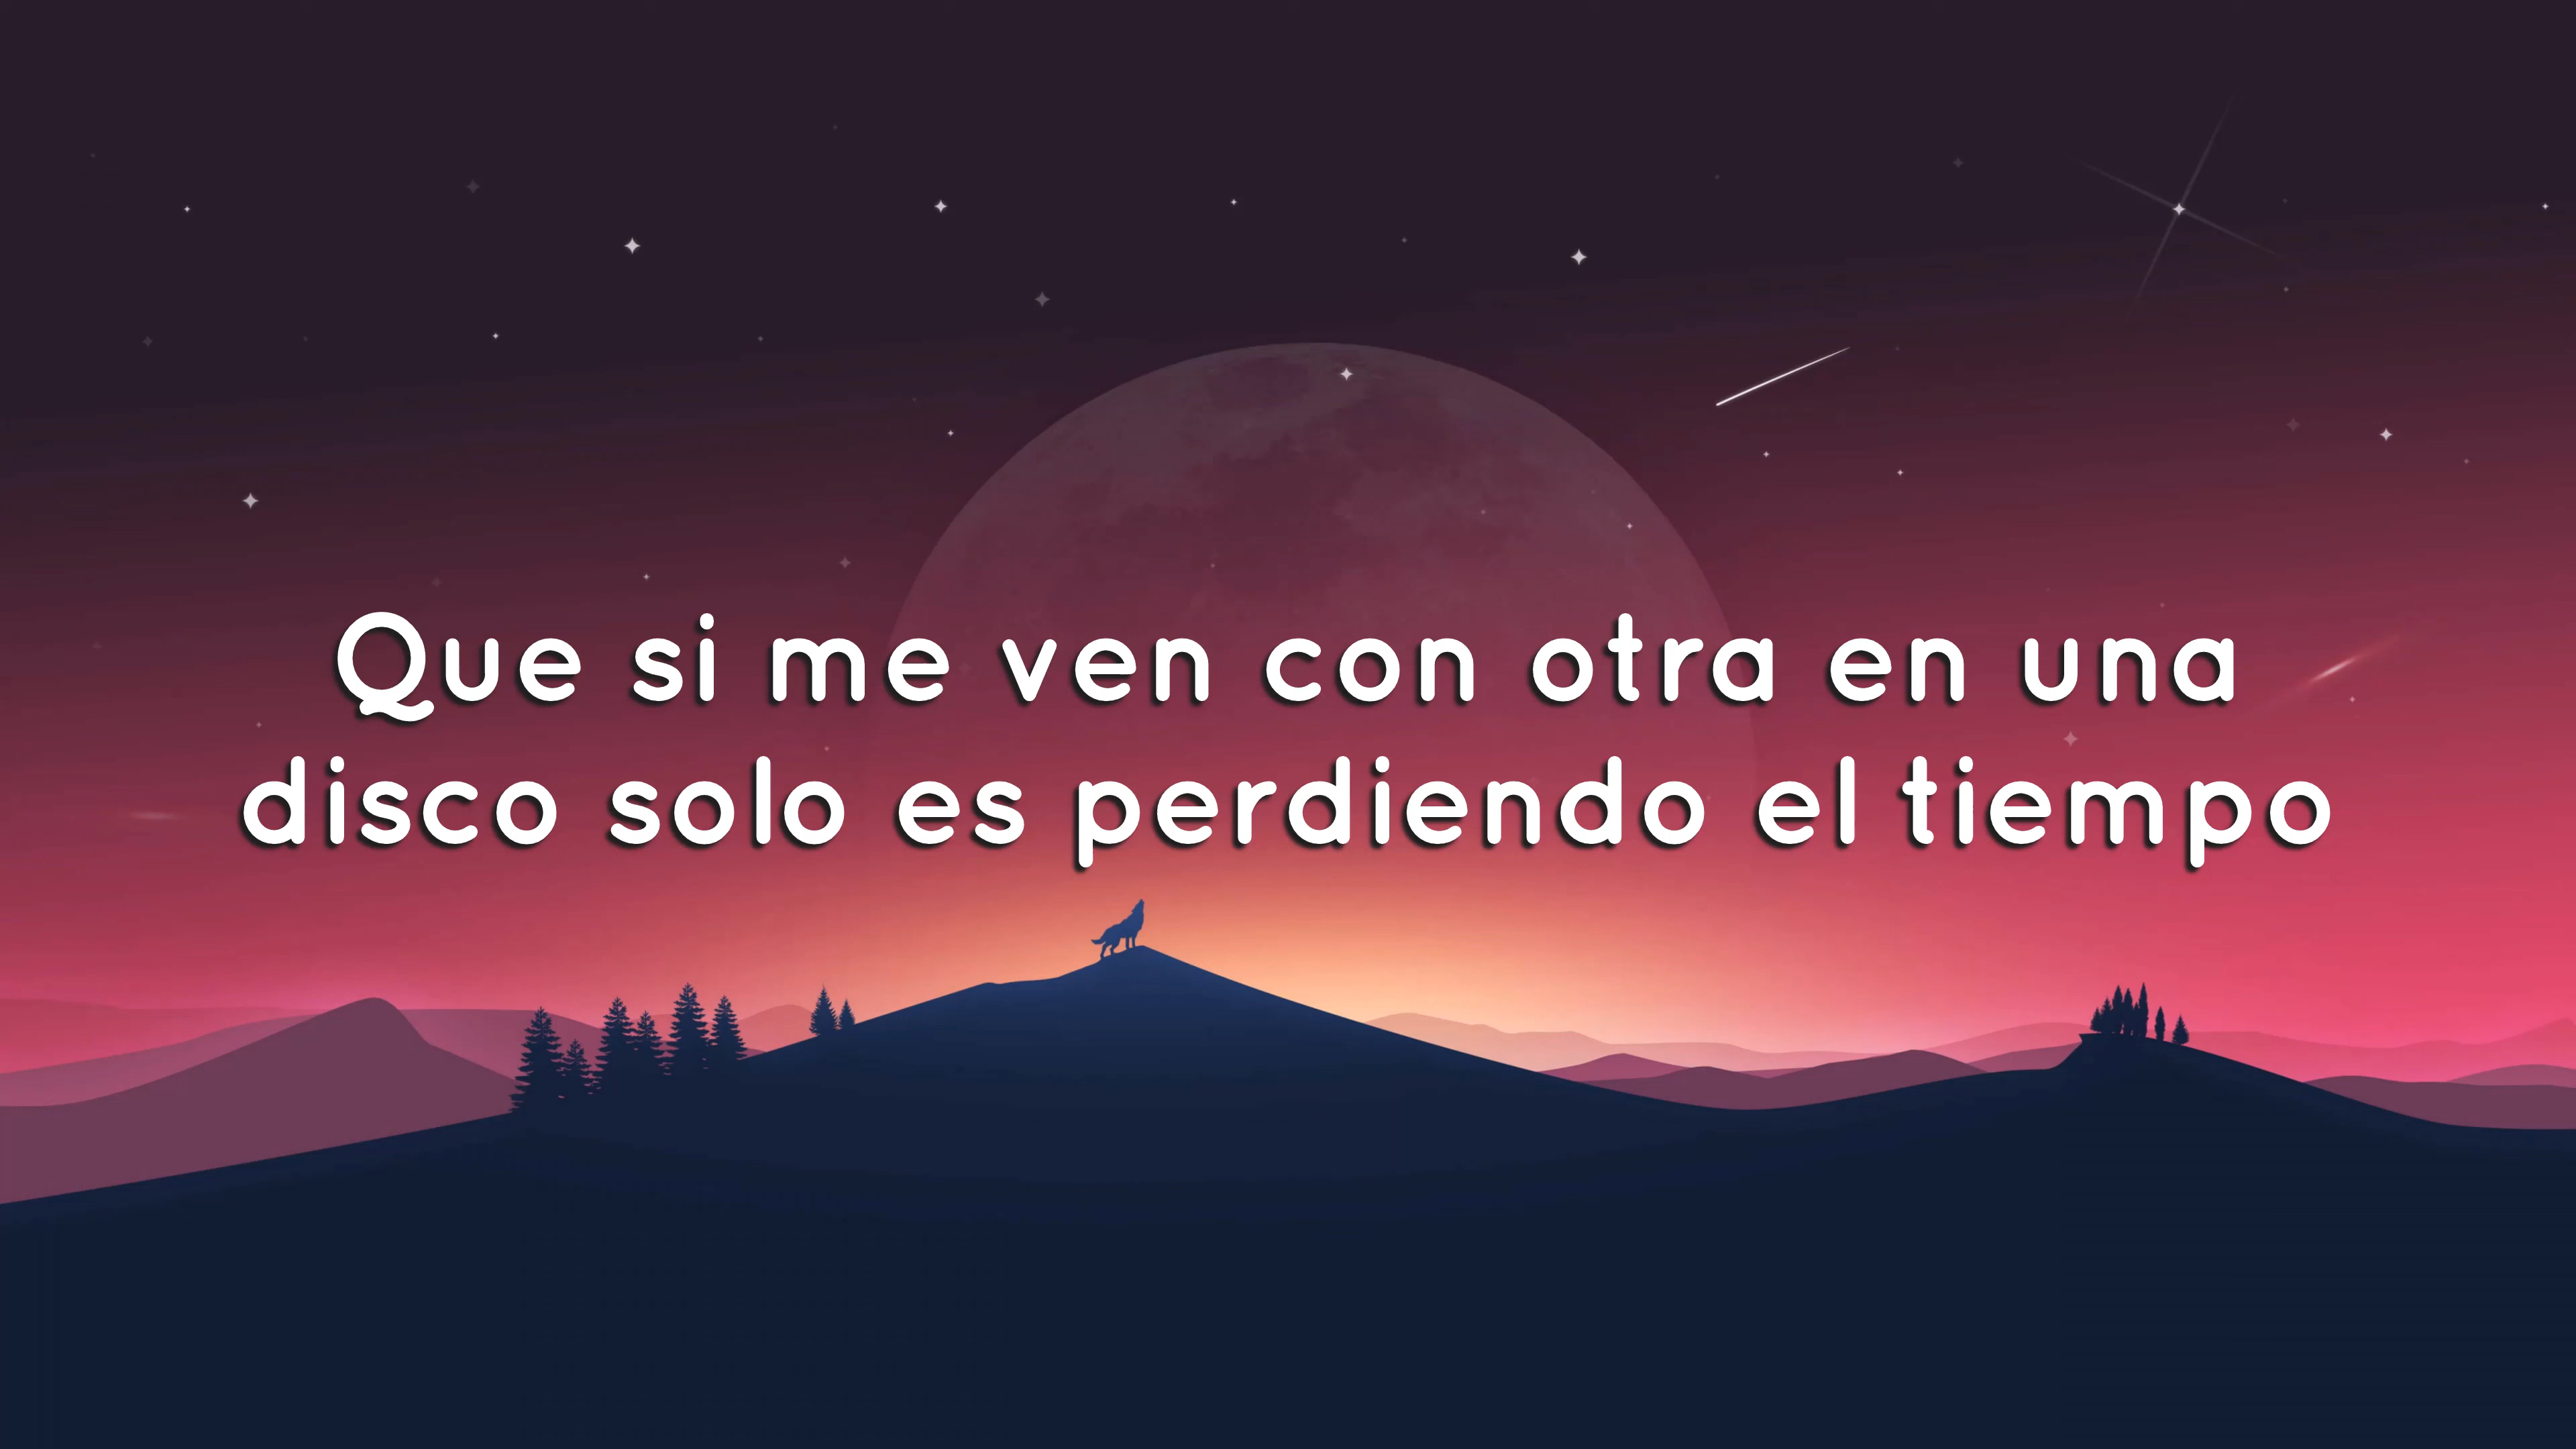 Que si me ven con otra en una
disco solo es perdiendo el tiempo